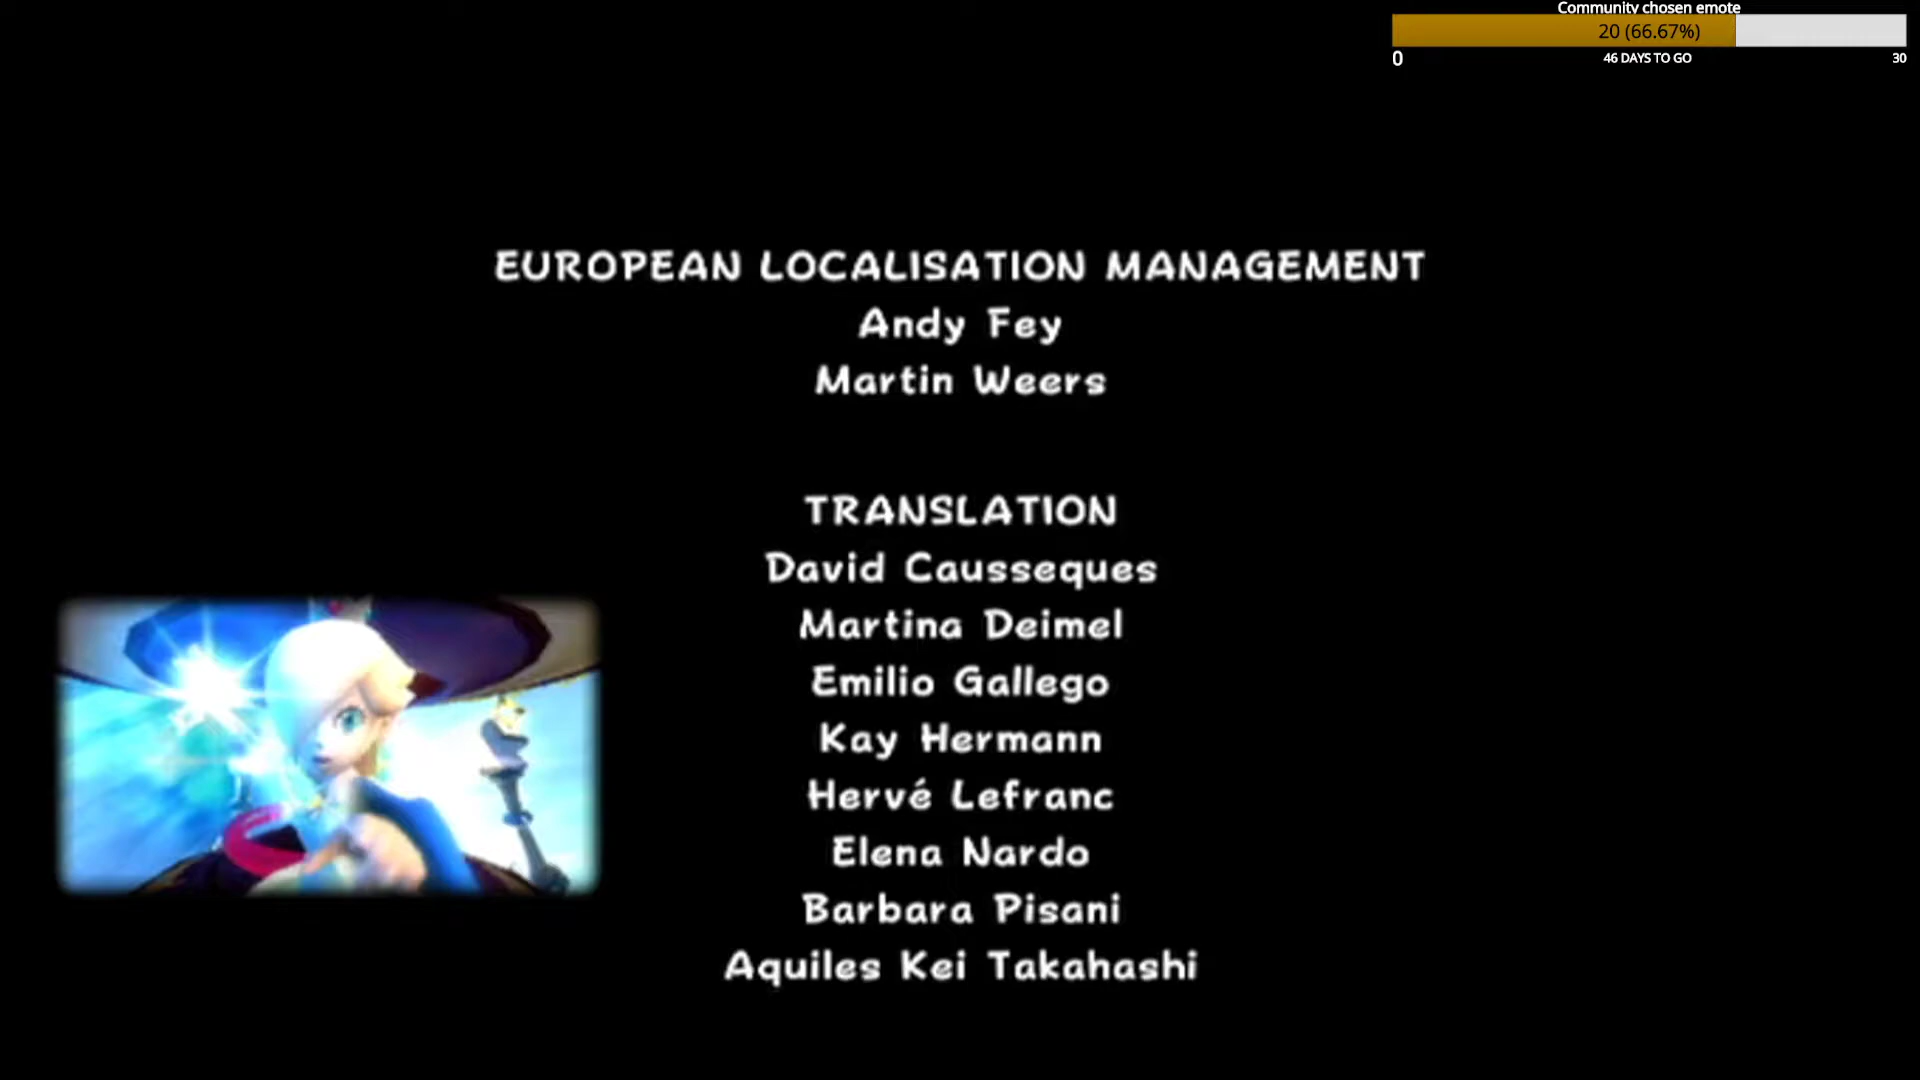 Community chosen emote
20 (66.67%)
0
46 DAYS TO GO
30
EUROPEAN LOCALISATION MANAGEMENT
Andy Fey
Martin Weers
TRANSLATION
David Causseques
Martina Deimel
Emilio Gallego
Kay Hermann
Hervé Lefranc
Elena Nardo
Barbara Pisani
Aquiles Kei Takahashi